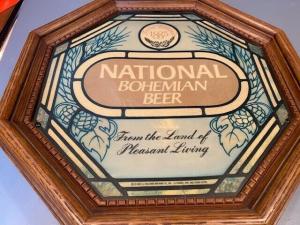 NATIONAL
BOHEMIAN
BEER
From the Land of
Pleasant Living